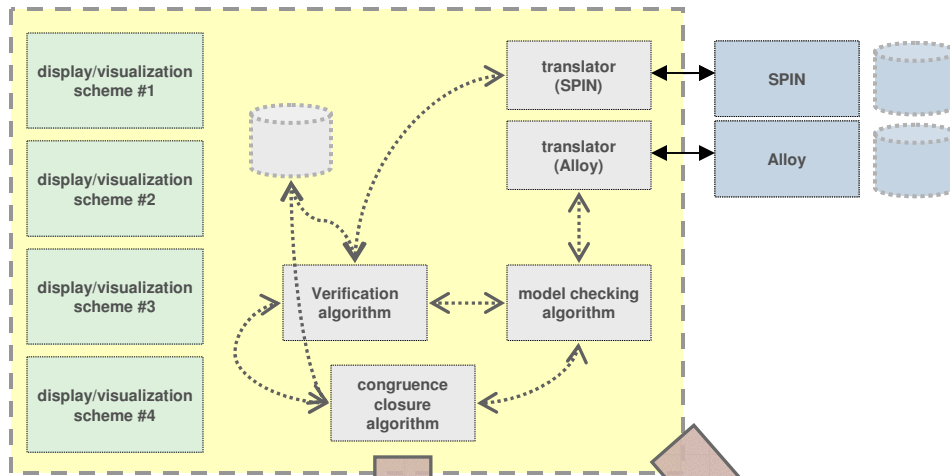 display/visualization
scheme #1
display/visualization
scheme #2
display/visualization
scheme #3
display/visualization
scheme #4
translator
(SPIN)
translator
(Alloy)
Verification
algorithm
model checking
algorithm
congruence
closure
algorithm
SPIN
Alloy